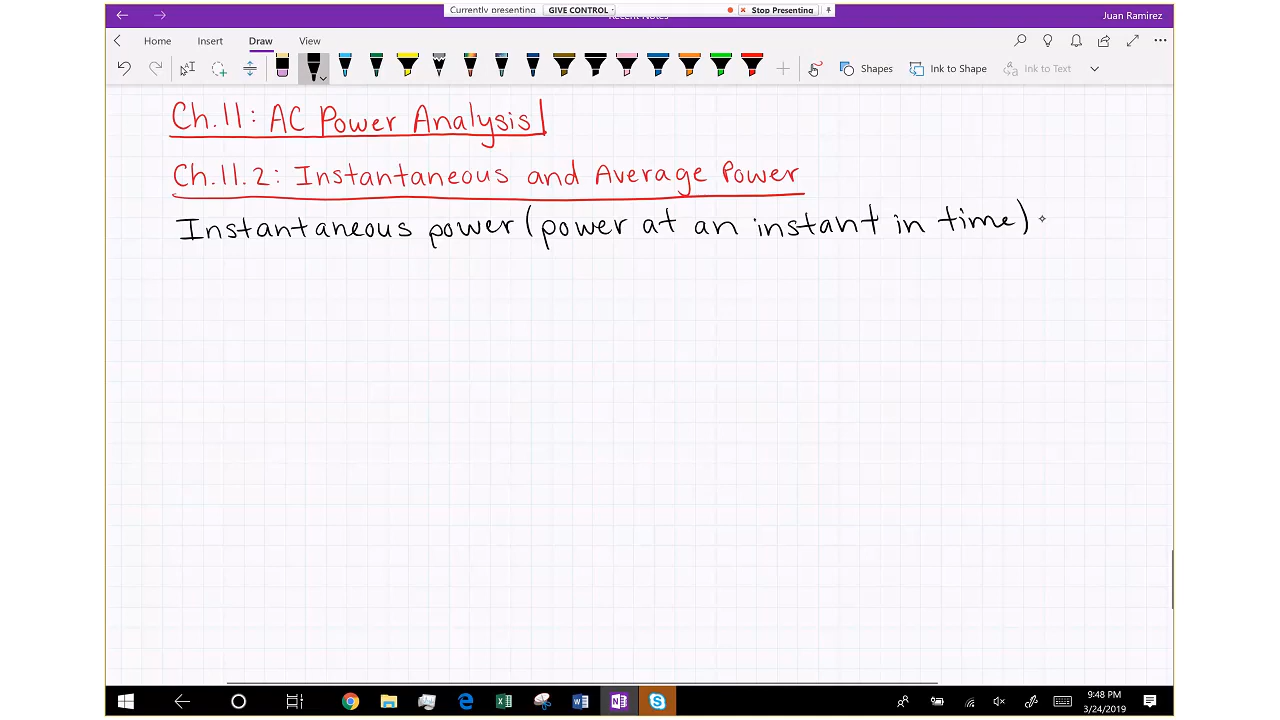 Currently presenting GIVE CONTROL Stop Presenting
Recent Notes
Juan Ramirez
Home Insert Draw View
Shapes Ink to Shape Ink to Text
Ch.11: AC Power Analysis
Ch.11.2: Instantaneous and Average Power
Instantaneous power (power at an instant in time)
9:48 PM
3/24/2019